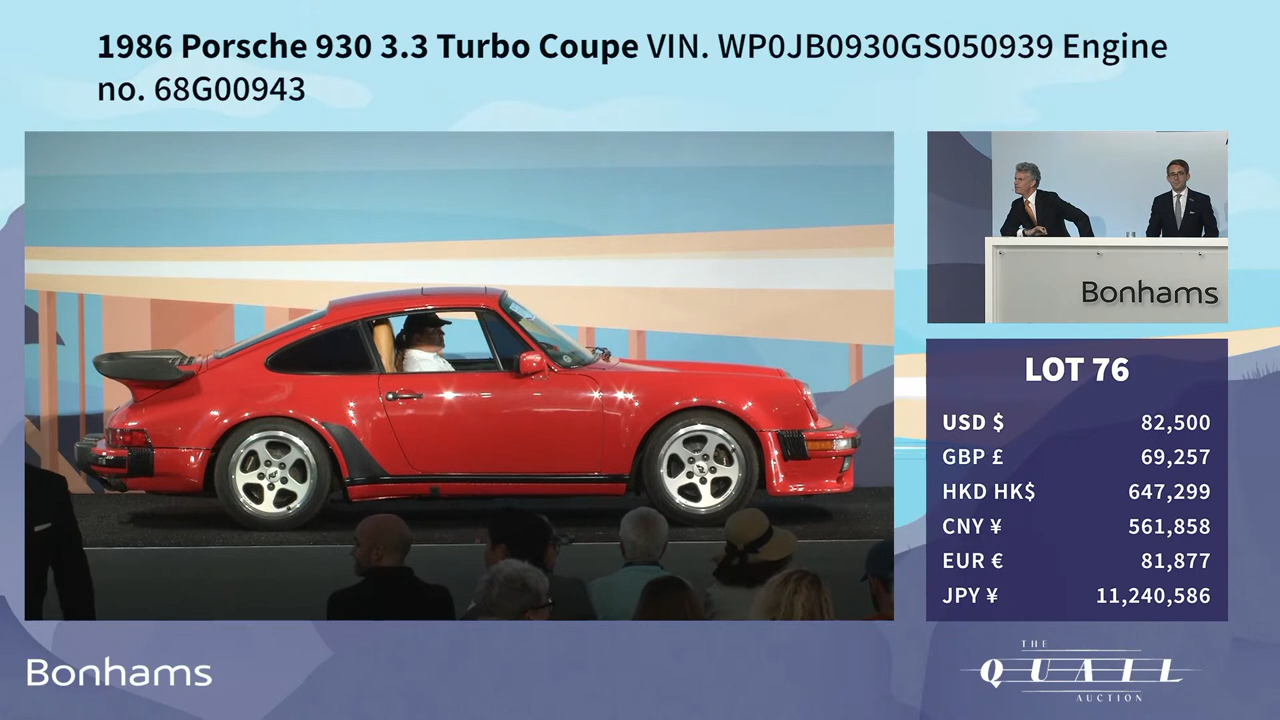 1986 Porsche 930 3.3 Turbo Coupe VIN. WP0JB0930GS050939 Engine
no. 68G00943
Bonhams
LOT 76
USD $ 82,500
GBP £ 69,257
HKD HK$ 647,299
CNY ¥ 561,858
EUR € 81,877
JPY ¥ 11,240,586
Bonhams
THE
QUAIL
AUCTION